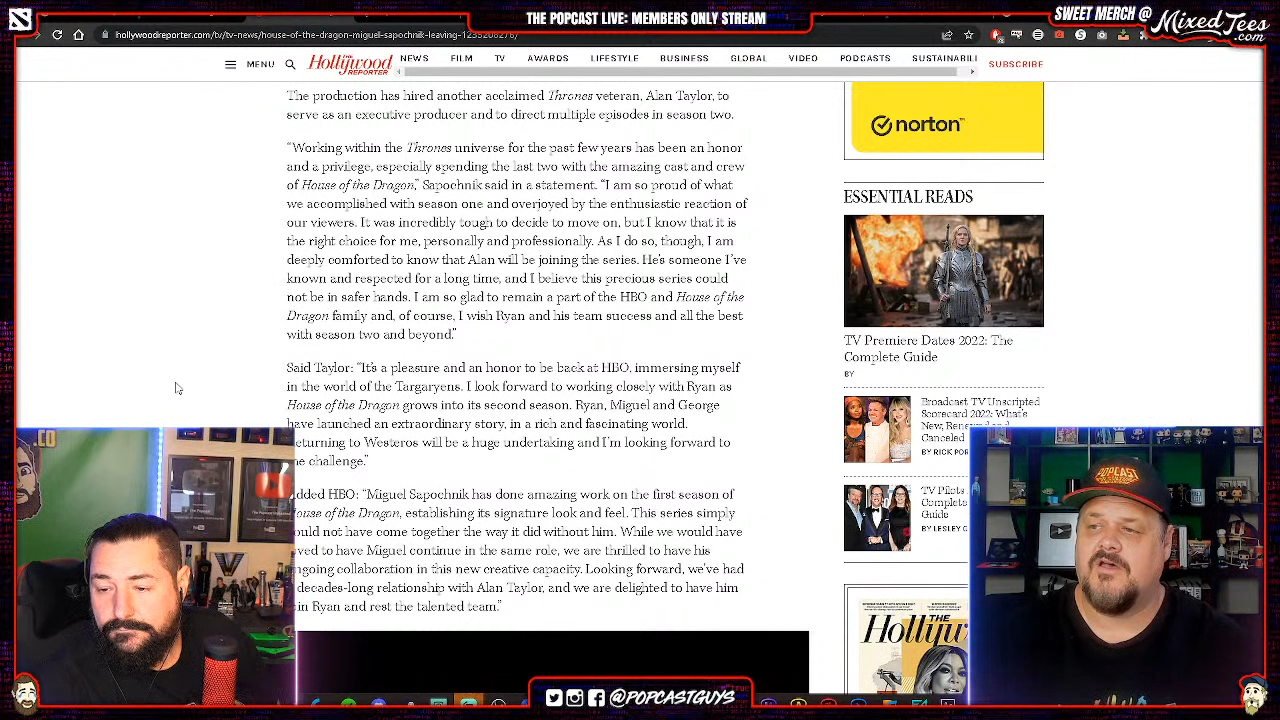 THE POPCAST LIVE! MEMBERS ONLY STREAM
SWEET MERCH @
MixedTees
.com
hollywoodreporter.com/tv/tv-news/house-of-the-dragon-
MENU
Hollywood
REPORTER
NEWS FILM TV AWARDS LIFESTYLE BUSINESS GLOBAL VIDEO PODCASTS SUSTAINABILI
SUBSCRIBE
The production has hired another acclaimed Thrones veteran, Alan Taylor, to
serve as an executive producer and to direct multiple episodes in season two.
“Working within the Thrones universe for the past few years has been an honor
and a privilege, especially spending the last two with the amazing cast and crew
of House of the Dragon,” Sapochnik said in a statement. “I am so proud of what
we accomplished with season one and overjoyed by the enthusiastic reaction of
our viewers. It was incredibly tough to decide to move on, but I know that it is
the right choice for me, personally and professionally. As I do so, though, I am
deeply comforted to know that Alan will be joining the series. He’s someone I’ve
known and respected for a long time, and I believe this precious series could
not be in safer hands. I am so glad to remain a part of the HBO and House of the
Dragon family and, of course, I wish Ryan and his team success and all the best
with season two and beyond.”
Said Taylor: It’s a pleasure and an honor to be back at HBO, immersing myself
in the world of the Targaryens. I look forward to working closely with Ryan as
House of the Dragon grows into its second season. Ryan, Miguel and George
have launched an extraordinary story, in a rich and fascinating world.
Returning to Westeros will be a huge undertaking and I’m looking forward to
the challenge.”
Added HBO: “Miguel Sapochnik has done amazing work on the first season of
House of the Dragon, establishing its signature look and feel. This series simply
could not have come together the way it did without him. While we would have
loved to have Miguel continue in the same role, we are thrilled to have his
ongoing collaboration in this new creative capacity. Looking forward, we’ve had
a decades long relationship with Alan Taylor and we are delighted to have him
join Ryan and rest the talented team.”
norton
ESSENTIAL READS
TV Premiere Dates 2022: The
Complete Guide
BY
Broadcast TV Unscripted
Scorecard 2022: What’s
New, Renewed and
Canceled
BY RICK POR
TV Pilots
Complete
Guide
BY LESLEY G
THE
Hollyw
.CO
POPCAST
@POPCASTGUYS